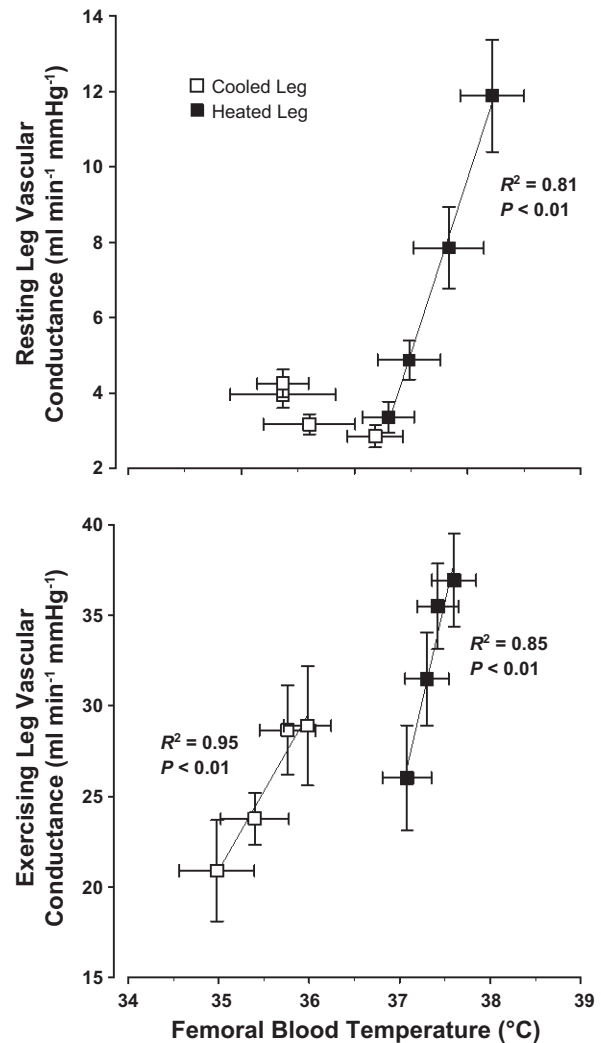 14
12
10
8
6
4
2
Resting Leg Vascular
Conductance (ml min⁻¹ mmHg⁻¹)
Cooled Leg
Heated Leg
R² = 0.81
P < 0.01
40
35
30
25
20
15
Exercising Leg Vascular
Conductance (ml min⁻¹ mmHg⁻¹)
R² = 0.95
P < 0.01
R² = 0.85
P < 0.01
34 35 36 37 38 39
Femoral Blood Temperature (°C)